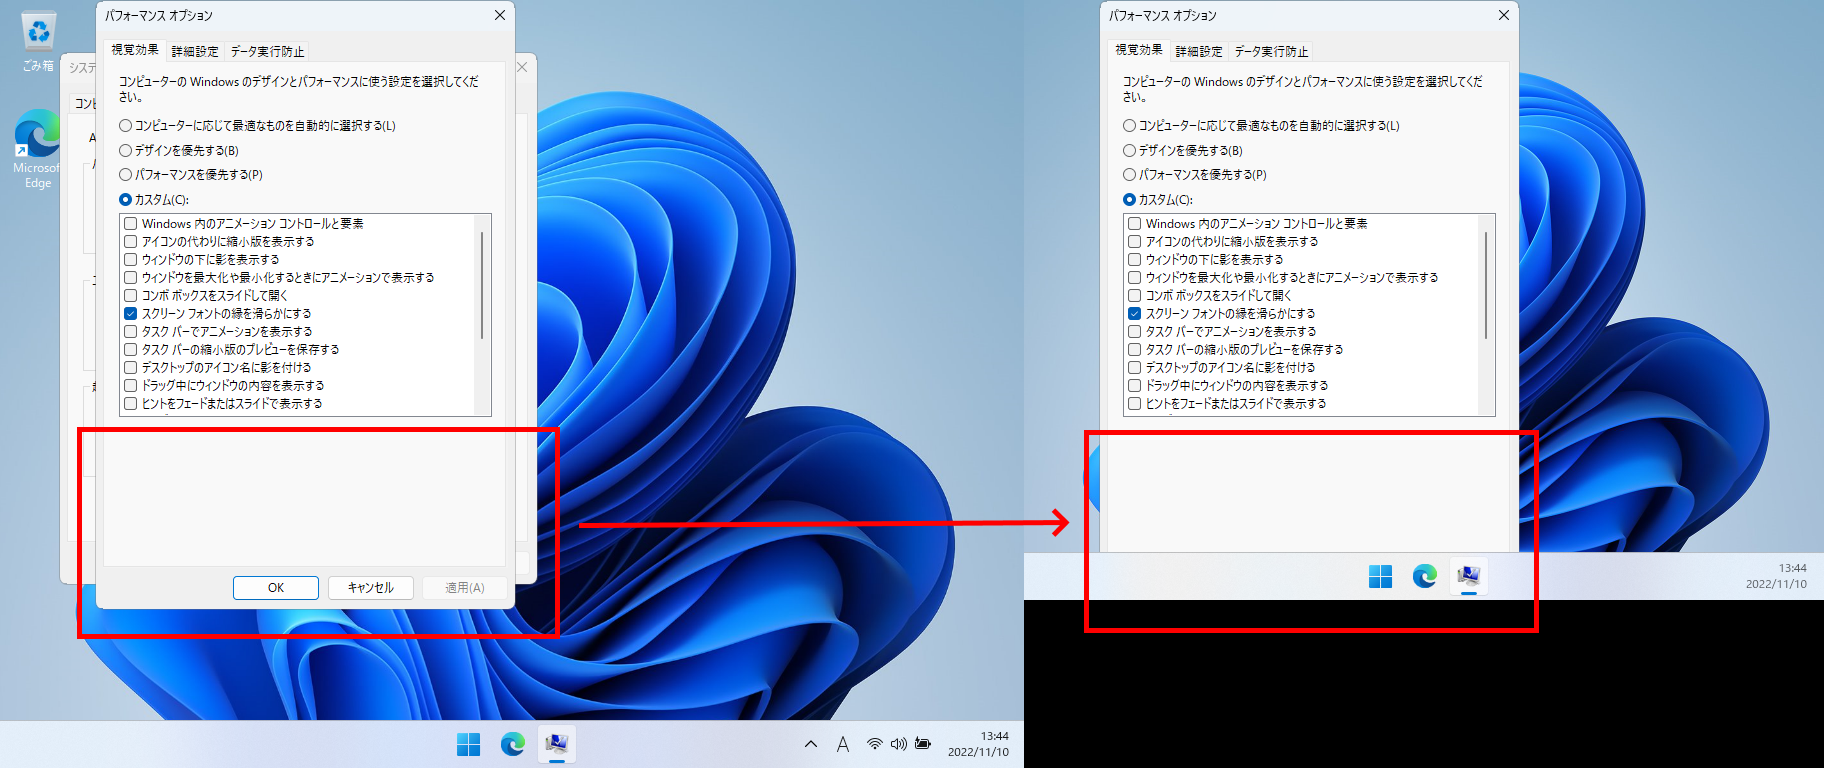 ごみ箱
Microsof
Edge
システ
コンピ
パフォーマンス オプション
視覚効果
詳細設定
データ実行防止
コンピューターの Windows のデザインとパフォーマンスに使う設定を選択してくだ
さい。
コンピューターに応じて最適なものを自動的に選択する(L)
デザインを優先する(B)
パフォーマンスを優先する(P)
カスタム(C):
Windows 内のアニメーション コントロールと要素
アイコンの代わりに縮小版を表示する
ウィンドウの下に影を表示する
ウィンドウを最大化や最小化するときにアニメーションで表示する
コンボ ボックスをスライドして開く
スクリーン フォントの縁を滑らかにする
タスク バーでアニメーションを表示する
タスク バーの縮小版のプレビューを保存する
デスクトップのアイコン名に影を付ける
ドラッグ中にウィンドウの内容を表示する
ヒントをフェードまたはスライドで表示する
OK
キャンセル
適用(A)
A
13:44
2022/11/10
パフォーマンス オプション
視覚効果
詳細設定
データ実行防止
コンピューターの Windows のデザインとパフォーマンスに使う設定を選択してくだ
さい。
コンピューターに応じて最適なものを自動的に選択する(L)
デザインを優先する(B)
パフォーマンスを優先する(P)
カスタム(C):
Windows 内のアニメーション コントロールと要素
アイコンの代わりに縮小版を表示する
ウィンドウの下に影を表示する
ウィンドウを最大化や最小化するときにアニメーションで表示する
コンボ ボックスをスライドして開く
スクリーン フォントの縁を滑らかにする
タスク バーでアニメーションを表示する
タスク バーの縮小版のプレビューを保存する
デスクトップのアイコン名に影を付ける
ドラッグ中にウィンドウの内容を表示する
ヒントをフェードまたはスライドで表示する
13:44
2022/11/10